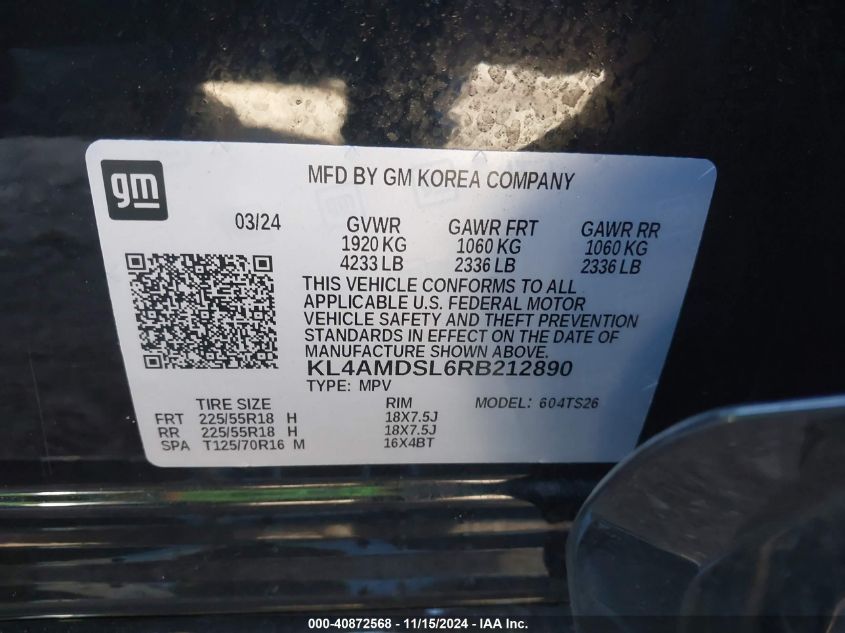 gm
MFD BY GM KOREA COMPANY
03/24 GVWR GAWR FRT GAWR RR
1920 KG 1060 KG 1060 KG
4233 LB 2336 LB 2336 LB
THIS VEHICLE CONFORMS TO ALL
APPLICABLE U.S. FEDERAL MOTOR
VEHICLE SAFETY AND THEFT PREVENTION
STANDARDS IN EFFECT ON THE DATE OF
MANUFACTURE SHOWN ABOVE.
KL4AMDSL6RB212890
TYPE: MPV
TIRE SIZE RIM MODEL: 604TS26
FRT 225/55R18 H 18X7.5J
RR 225/55R18 H 18X7.5J
SPA T125/70R16 M 16X4BT
000-40872568 - 11/15/2024 - IAA Inc.